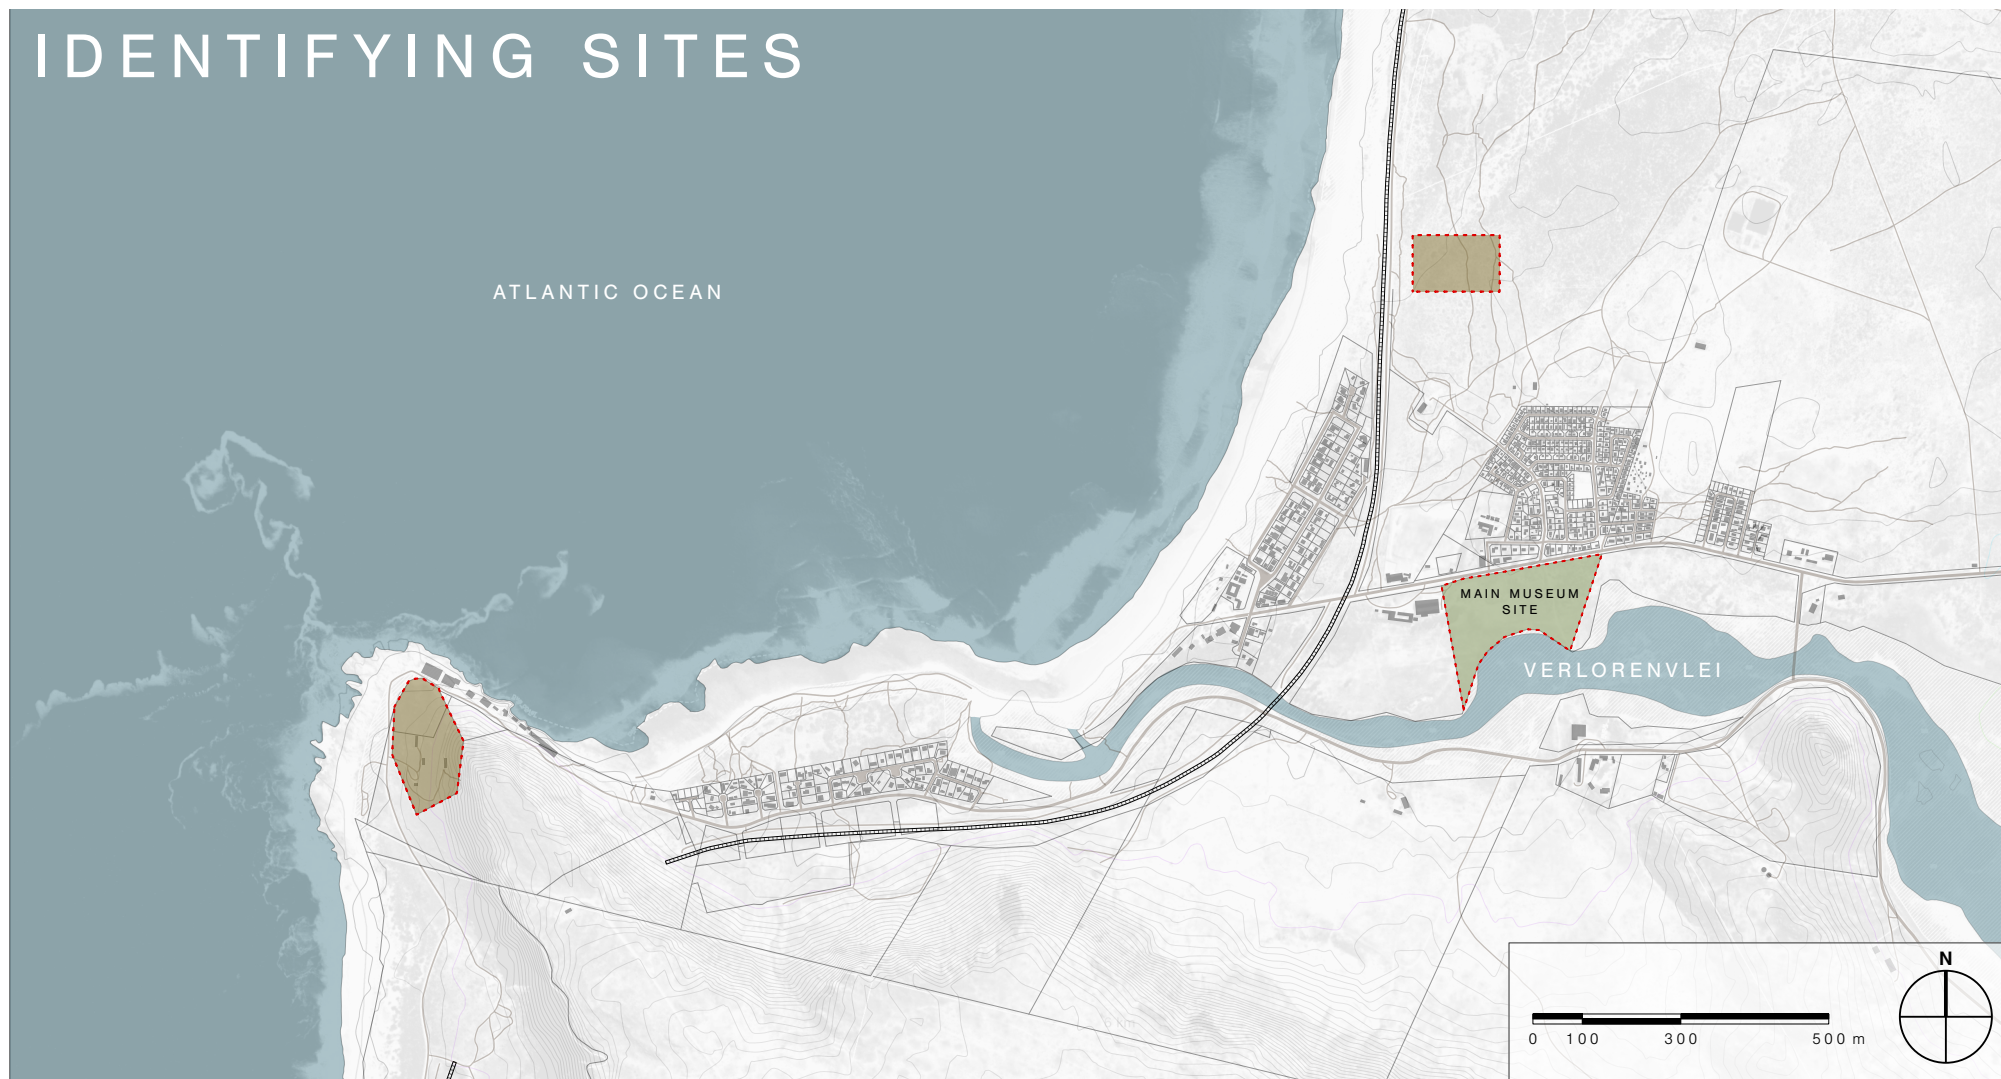 IDENTIFYING SITES
ATLANTIC OCEAN
MAIN MUSEUM
SITE
VERLORENVLEI
N
0 100 300 500 m